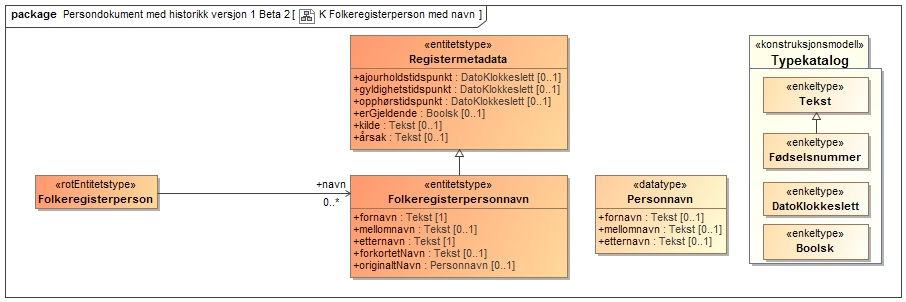 package Persondokument med historikk versjon 1 Beta 2 [ K Folkeregisterperson med navn ]
«entitetstype»
Registermetadata
+ajourholdstidspunkt : DatoKlokkeslett [0..1]
+gyldighetstidspunkt : DatoKlokkeslett [0..1]
+opphørstidspunkt : DatoKlokkeslett [0..1]
+erGjeldende : Boolsk [0..1]
+kilde : Tekst [0..1]
+årsak : Tekst [0..1]
«konstruksjonsmodell»
Typekatalog
«enkeltype»
Tekst
«enkeltype»
Fødselsnummer
«enkeltype»
DatoKlokkeslett
«enkeltype»
Boolsk
«rotEntitetstype»
Folkeregisterperson
+navn
0..*
«entitetstype»
Folkeregisterpersonnavn
+fornavn : Tekst [1]
+mellomnavn : Tekst [0..1]
+etternavn : Tekst [1]
+forkortetNavn : Tekst [0..1]
+originaltNavn : Personnavn [0..1]
«datatype»
Personnavn
+fornavn : Tekst [0..1]
+mellomnavn : Tekst [0..1]
+etternavn : Tekst [0..1]